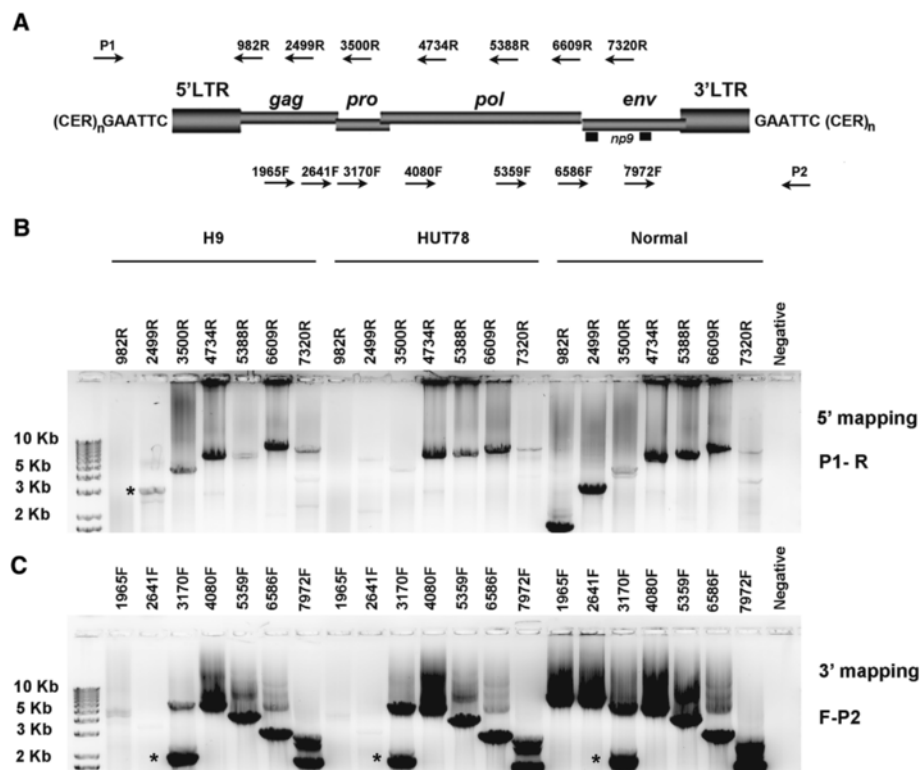 A
P1 982R 2499R 3500R 4734R 5388R 6609R 7320R
5'LTR gag pro pol env 3'LTR
(CER)nGAATTC GAATTC (CER)n
np9
1965F 2641F 3170F 4080F 5359F 6586F 7972F P2
B
H9 HUT78 Normal
982R 2499R 3500R 4734R 5388R 6609R 7320R 982R 2499R 3500R 4734R 5388R 6609R 7320R 982R 2499R 3500R 4734R 5388R 6609R 7320R Negative
10 Kb
5 Kb
3 Kb
*
2 Kb
5' mapping
P1- R
C
1965F 2641F 3170F 4080F 5359F 6586F 7972F 1965F 2641F 3170F 4080F 5359F 6586F 7972F 1965F 2641F 3170F 4080F 5359F 6586F 7972F Negative
10 Kb
5 Kb
3 Kb
2 Kb
* * *
3' mapping
F-P2